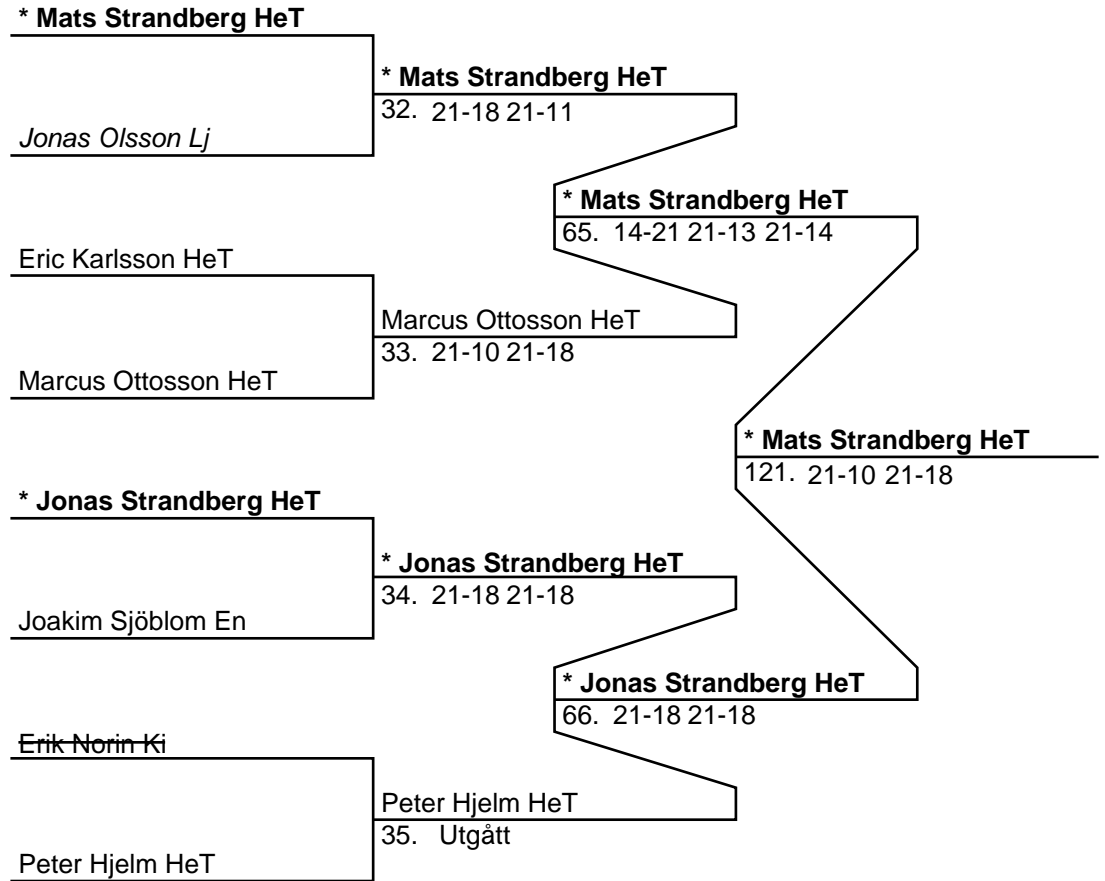 * Mats Strandberg HeT
* Mats Strandberg HeT
32. 21-18 21-11
Jonas Olsson Lj
* Mats Strandberg HeT
65. 14-21 21-13 21-14
Eric Karlsson HeT
Marcus Ottosson HeT
33. 21-10 21-18
Marcus Ottosson HeT
* Mats Strandberg HeT
121. 21-10 21-18
* Jonas Strandberg HeT
* Jonas Strandberg HeT
34. 21-18 21-18
Joakim Sjöblom En
* Jonas Strandberg HeT
66. 21-18 21-18
Erik Norin Ki
Peter Hjelm HeT
35. Utgått
Peter Hjelm HeT